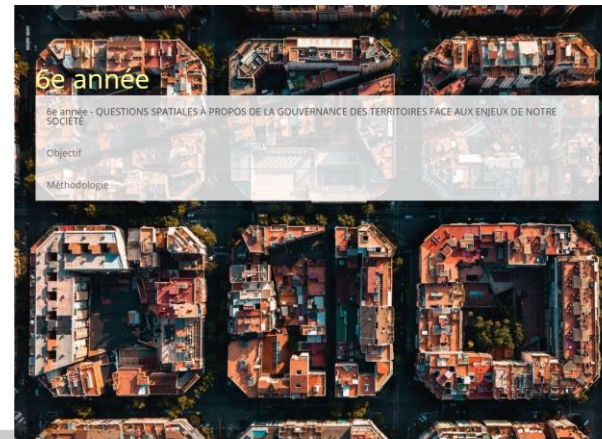 6e année
6e année - QUESTIONS SPATIALES À PROPOS DE LA GOUVERNANCE DES TERRITOIRES FACE AUX ENJEUX DE NOTRE
SOCIÉTÉ
Objectif
Méthodologie